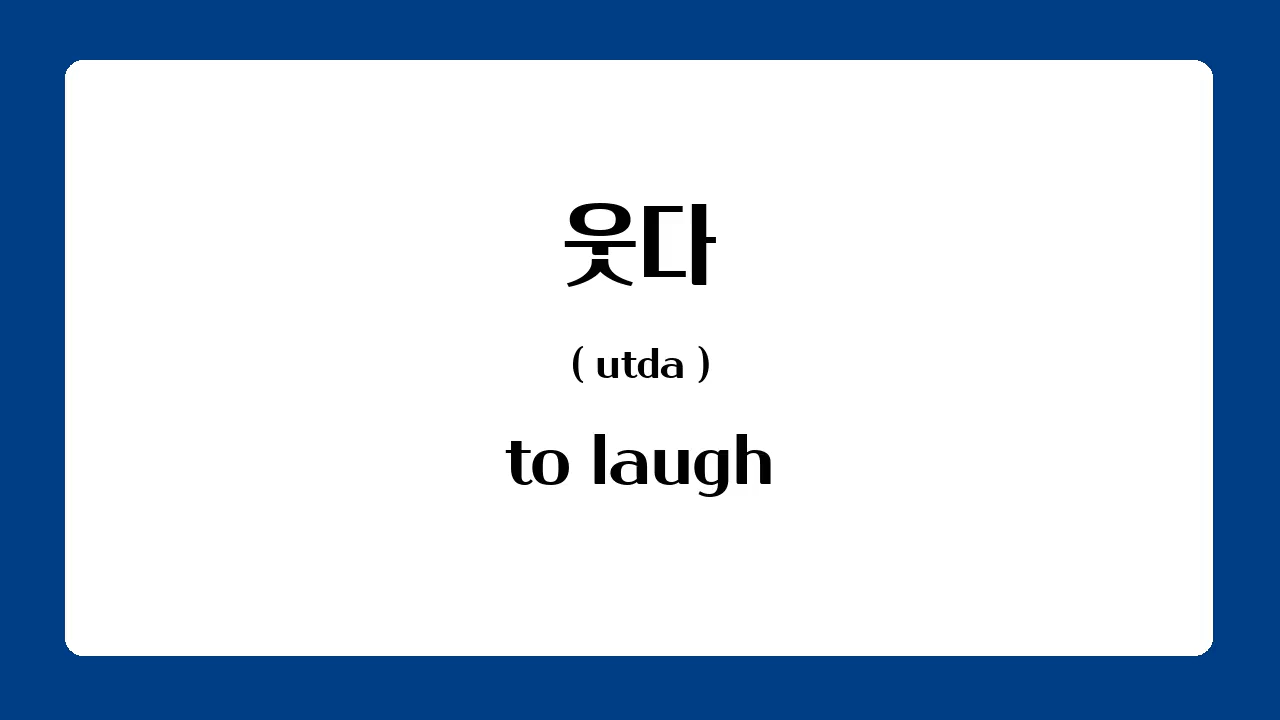 웃다
( utda )
to laugh